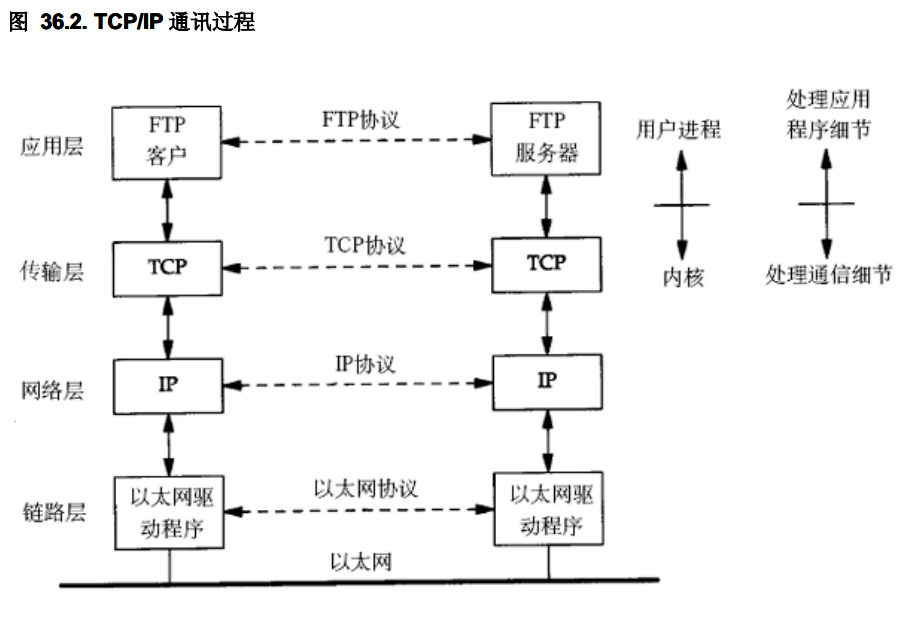 图 36.2. TCP/IP 通讯过程
应用层
FTP
客户
FTP协议
FTP
服务器
用户进程
处理应用
程序细节
传输层
TCP
TCP协议
TCP
内核
处理通信细节
网络层
IP
IP协议
IP
链路层
以太网驱
动程序
以太网协议
以太网驱
动程序
以太网